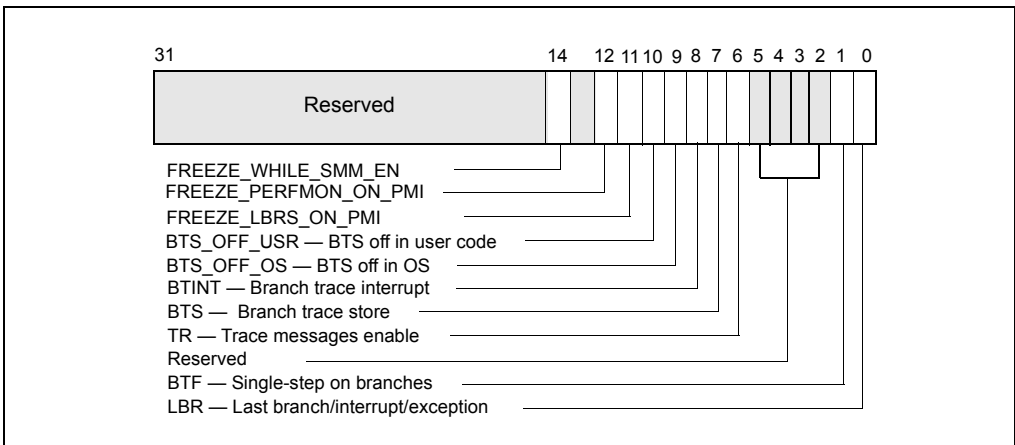 31 14 12 11 10 9 8 7 6 5 4 3 2 1 0
Reserved
FREEZE_WHILE_SMM_EN
FREEZE_PERFMON_ON_PMI
FREEZE_LBRS_ON_PMI
BTS_OFF_USR — BTS off in user code
BTS_OFF_OS — BTS off in OS
BTINT — Branch trace interrupt
BTS — Branch trace store
TR — Trace messages enable
Reserved
BTF — Single-step on branches
LBR — Last branch/interrupt/exception